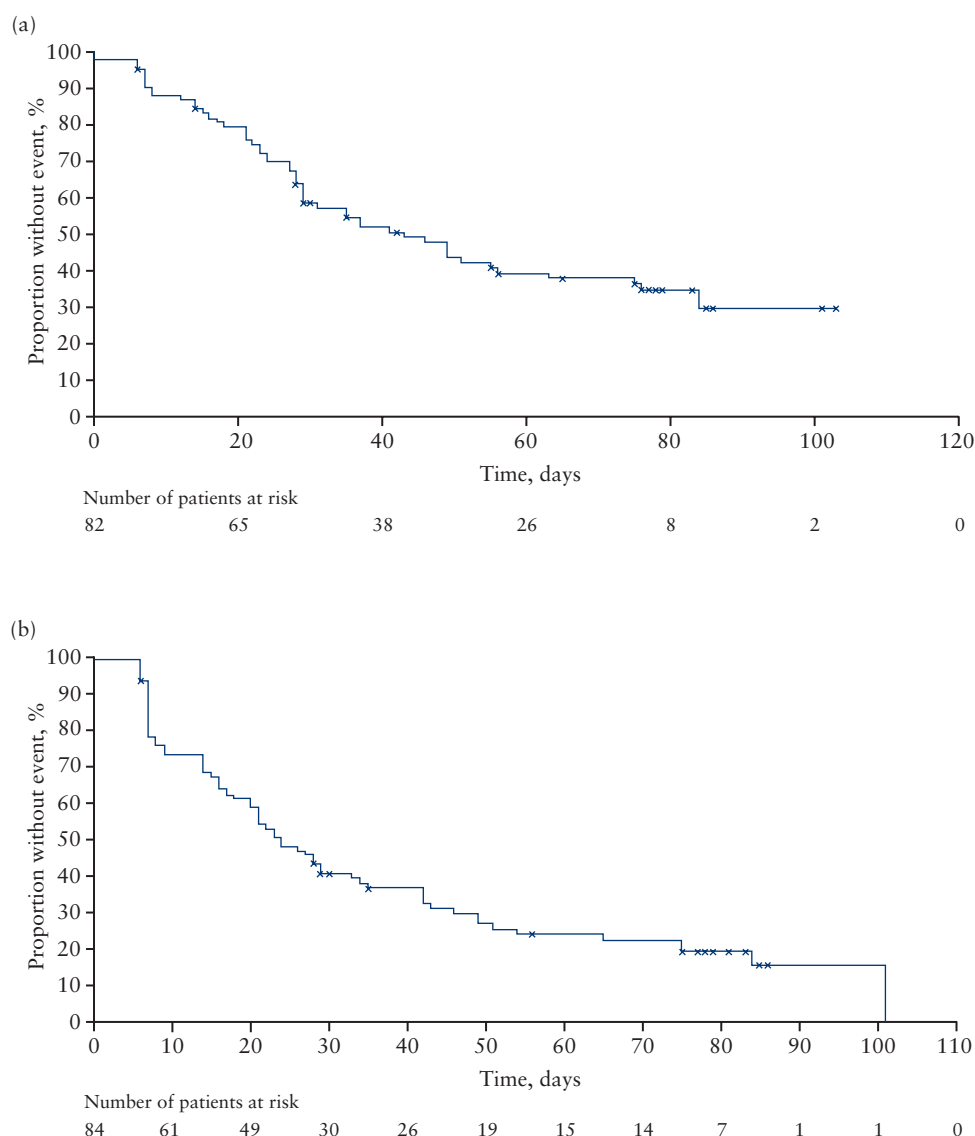 (a)
100
90
80
70
60
50
40
30
20
10
0
Proportion without event, %
0 20 40 60 80 100 120
Time, days
Number of patients at risk
82 65 38 26 8 2 0
(b)
100
90
80
70
60
50
40
30
20
10
0
Proportion without event, %
0 10 20 30 40 50 60 70 80 90 100 110
Time, days
Number of patients at risk
84 61 49 30 26 19 15 14 7 1 1 0